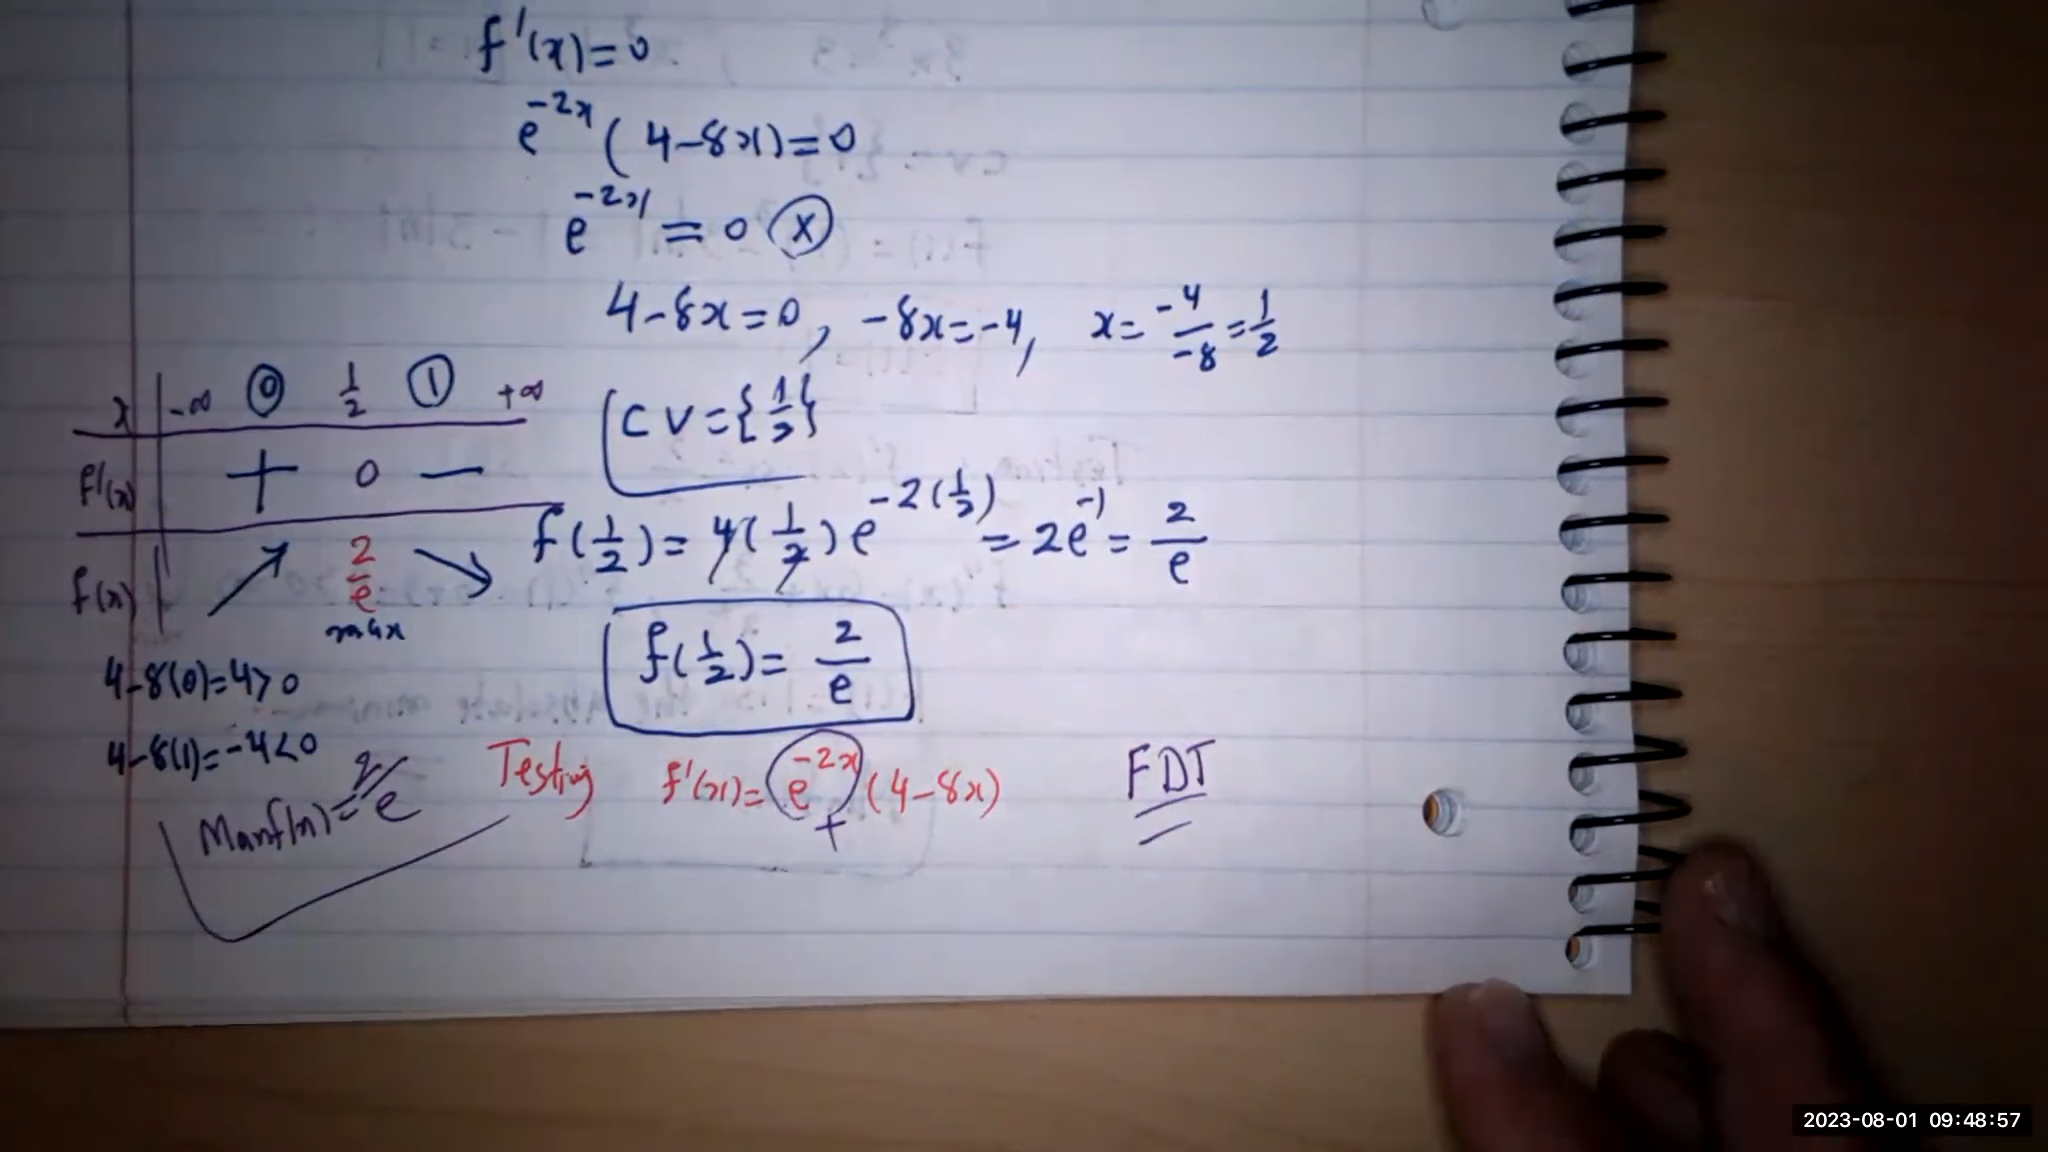 f'(x)=0
e^{-2x}(4-8x)=0
e^{-2x} = 0 (x)
4-8x=0, -8x=-4, x= -4/-8 = 1/2
x | -∞ 0 1/2 1 +∞
f'(x) + 0 −
f(x) | ↗ 2/e ↘
max
CV={1/2}
f(1/2)= 4(1/2)e^{-2(1/2)} = 2e^{-1} = 2/e
f(1/2)= 2/e
4-8(0)=4>0
4-8(1)=-4<0
Maxf(x)= 2/e
Testing f'(x)= e^{-2x} (4-8x) FDT
+
2023-08-01 09:48:57